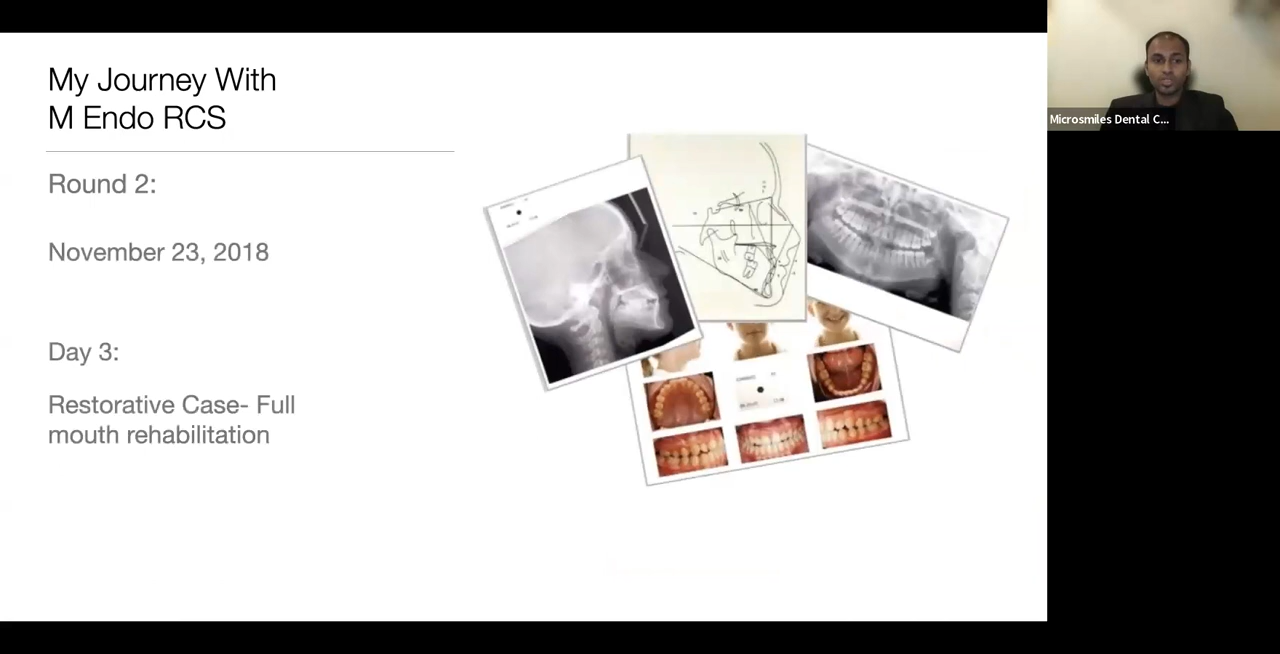 My Journey With
M Endo RCS
Round 2:
November 23, 2018
Day 3:
Restorative Case- Full
mouth rehabilitation
Microsmiles Dental C...